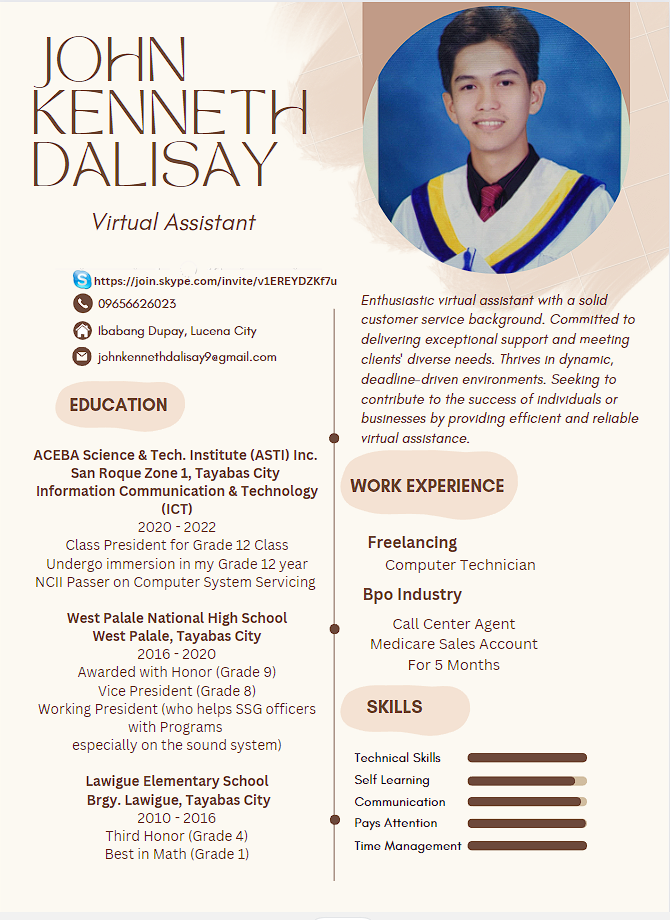 JOHN
KENNETH
DALISAY
Virtual Assistant
https://join.skype.com/invite/v1EREYDZKf7u
09656626023
Ibabang Dupay, Lucena City
johnkennethdalisay9@gmail.com
EDUCATION
ACEBA Science & Tech. Institute (ASTI) Inc.
San Roque Zone 1, Tayabas City
Information Communication & Technology
(ICT)
2020 - 2022
Class President for Grade 12 Class
Undergo immersion in my Grade 12 year
NCII Passer on Computer System Servicing
West Palale National High School
West Palale, Tayabas City
2016 - 2020
Awarded with Honor (Grade 9)
Vice President (Grade 8)
Working President (who helps SSG officers
with Programs
especially on the sound system)
Lawigue Elementary School
Brgy. Lawigue, Tayabas City
2010 - 2016
Third Honor (Grade 4)
Best in Math (Grade 1)
Enthusiastic virtual assistant with a solid
customer service background. Committed to
delivering exceptional support and meeting
clients' diverse needs. Thrives in dynamic,
deadline-driven environments. Seeking to
contribute to the success of individuals or
businesses by providing efficient and reliable
virtual assistance.
WORK EXPERIENCE
Freelancing
Computer Technician
Bpo Industry
Call Center Agent
Medicare Sales Account
For 5 Months
SKILLS
Technical Skills
Self Learning
Communication
Pays Attention
Time Management